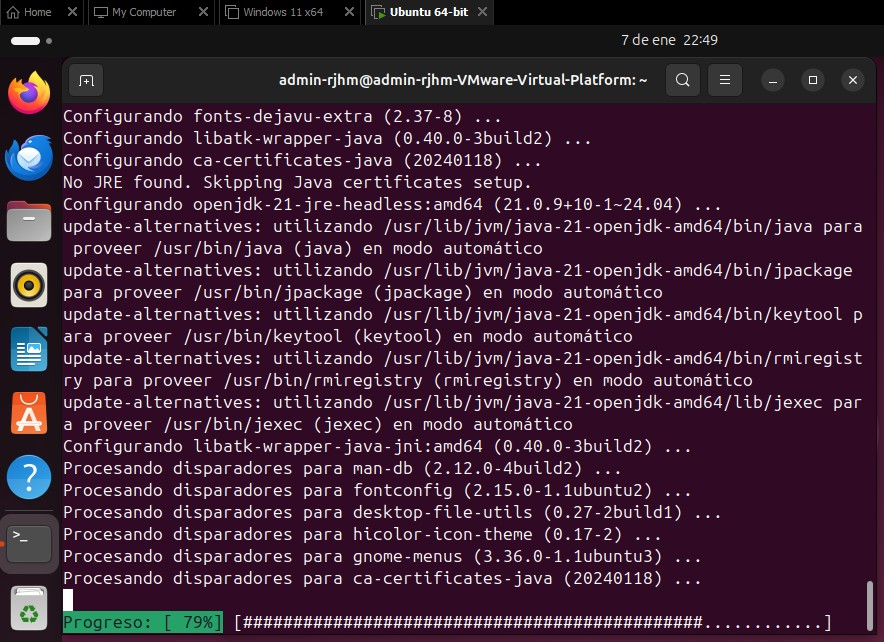 Home
My Computer
Windows 11 x64
Ubuntu 64-bit
7 de ene 22:49
admin-rjhm@admin-rjhm-VMware-Virtual-Platform: ~
Configurando fonts-dejavu-extra (2.37-8) ...
Configurando libatk-wrapper-java (0.40.0-3build2) ...
Configurando ca-certificates-java (20240118) ...
No JRE found. Skipping Java certificates setup.
Configurando openjdk-21-jre-headless:amd64 (21.0.9+10-1~24.04) ...
update-alternatives: utilizando /usr/lib/jvm/java-21-openjdk-amd64/bin/java para
 proveer /usr/bin/java (java) en modo automático
update-alternatives: utilizando /usr/lib/jvm/java-21-openjdk-amd64/bin/jpackage
para proveer /usr/bin/jpackage (jpackage) en modo automático
update-alternatives: utilizando /usr/lib/jvm/java-21-openjdk-amd64/bin/keytool p
ara proveer /usr/bin/keytool (keytool) en modo automático
update-alternatives: utilizando /usr/lib/jvm/java-21-openjdk-amd64/bin/rmiregist
ry para proveer /usr/bin/rmiregistry (rmiregistry) en modo automático
update-alternatives: utilizando /usr/lib/jvm/java-21-openjdk-amd64/lib/jexec par
a proveer /usr/bin/jexec (jexec) en modo automático
Configurando libatk-wrapper-java-jni:amd64 (0.40.0-3build2) ...
Procesando disparadores para man-db (2.12.0-4build2) ...
Procesando disparadores para fontconfig (2.15.0-1.1ubuntu2) ...
Procesando disparadores para desktop-file-utils (0.27-2build1) ...
Procesando disparadores para hicolor-icon-theme (0.17-2) ...
Procesando disparadores para gnome-menus (3.36.0-1.1ubuntu3) ...
Procesando disparadores para ca-certificates-java (20240118) ...
Progreso: [ 79%] [##############################################............]